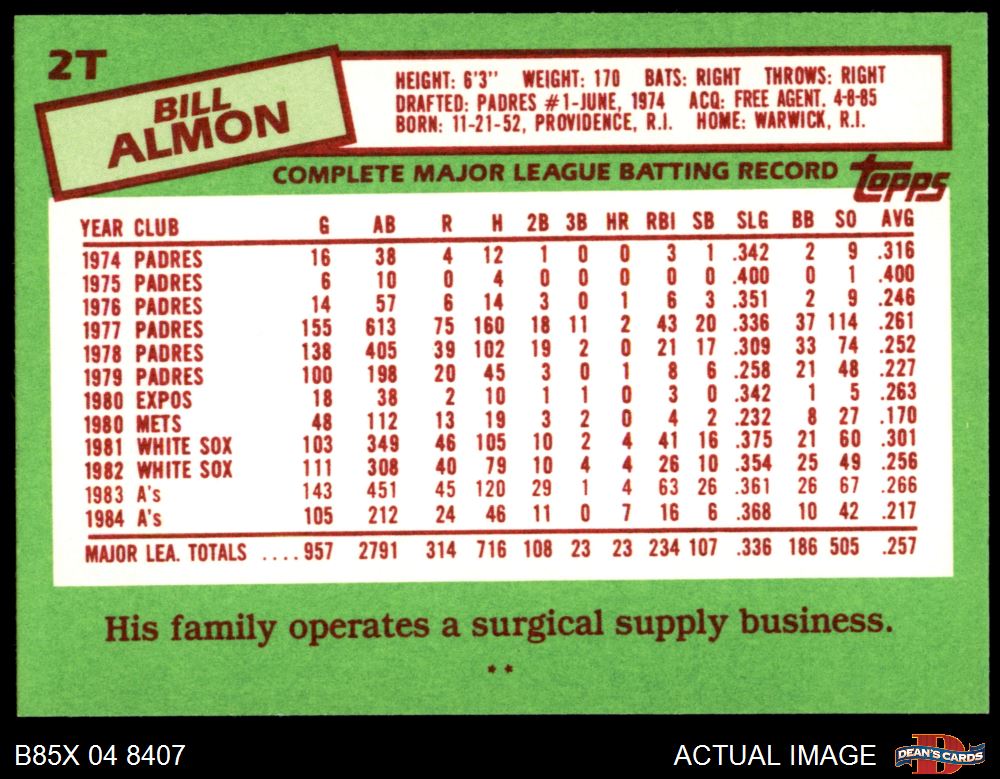 2T
BILL
ALMON
HEIGHT: 6'3" WEIGHT: 170 BATS: RIGHT THROWS: RIGHT
DRAFTED: PADRES #1-JUNE, 1974 ACQ: FREE AGENT, 4-8-85
BORN: 11-21-52, PROVIDENCE, R.I. HOME: WARWICK, R.I.
COMPLETE MAJOR LEAGUE BATTING RECORD topps
YEAR CLUB G AB R H 2B 3B HR RBI SB SLG BB SO AVG
1974 PADRES 16 38 4 12 1 0 0 3 1 .342 2 9 .316
1975 PADRES 6 10 0 4 0 0 0 0 0 .400 0 1 .400
1976 PADRES 14 57 6 14 3 0 1 6 3 .351 2 9 .246
1977 PADRES 155 613 75 160 18 11 2 43 20 .336 37 114 .261
1978 PADRES 138 405 39 102 19 2 0 21 17 .309 33 74 .252
1979 PADRES 100 198 20 45 3 0 1 8 6 .258 21 48 .227
1980 EXPOS 18 38 2 10 1 1 0 3 0 .342 1 5 .263
1980 METS 48 112 13 19 3 2 0 4 2 .232 8 27 .170
1981 WHITE SOX 103 349 46 105 10 2 4 41 16 .375 21 60 .301
1982 WHITE SOX 111 308 40 79 10 4 4 26 10 .354 25 49 .256
1983 A's 143 451 45 120 29 1 4 63 26 .361 26 67 .266
1984 A's 105 212 24 46 11 0 7 16 6 .368 10 42 .217
MAJOR LEA. TOTALS ....957 2791 314 716 108 23 23 234 107 .336 186 505 .257
His family operates a surgical supply business.
**
B85X 04 8407 ACTUAL IMAGE DEAN'S CARDS